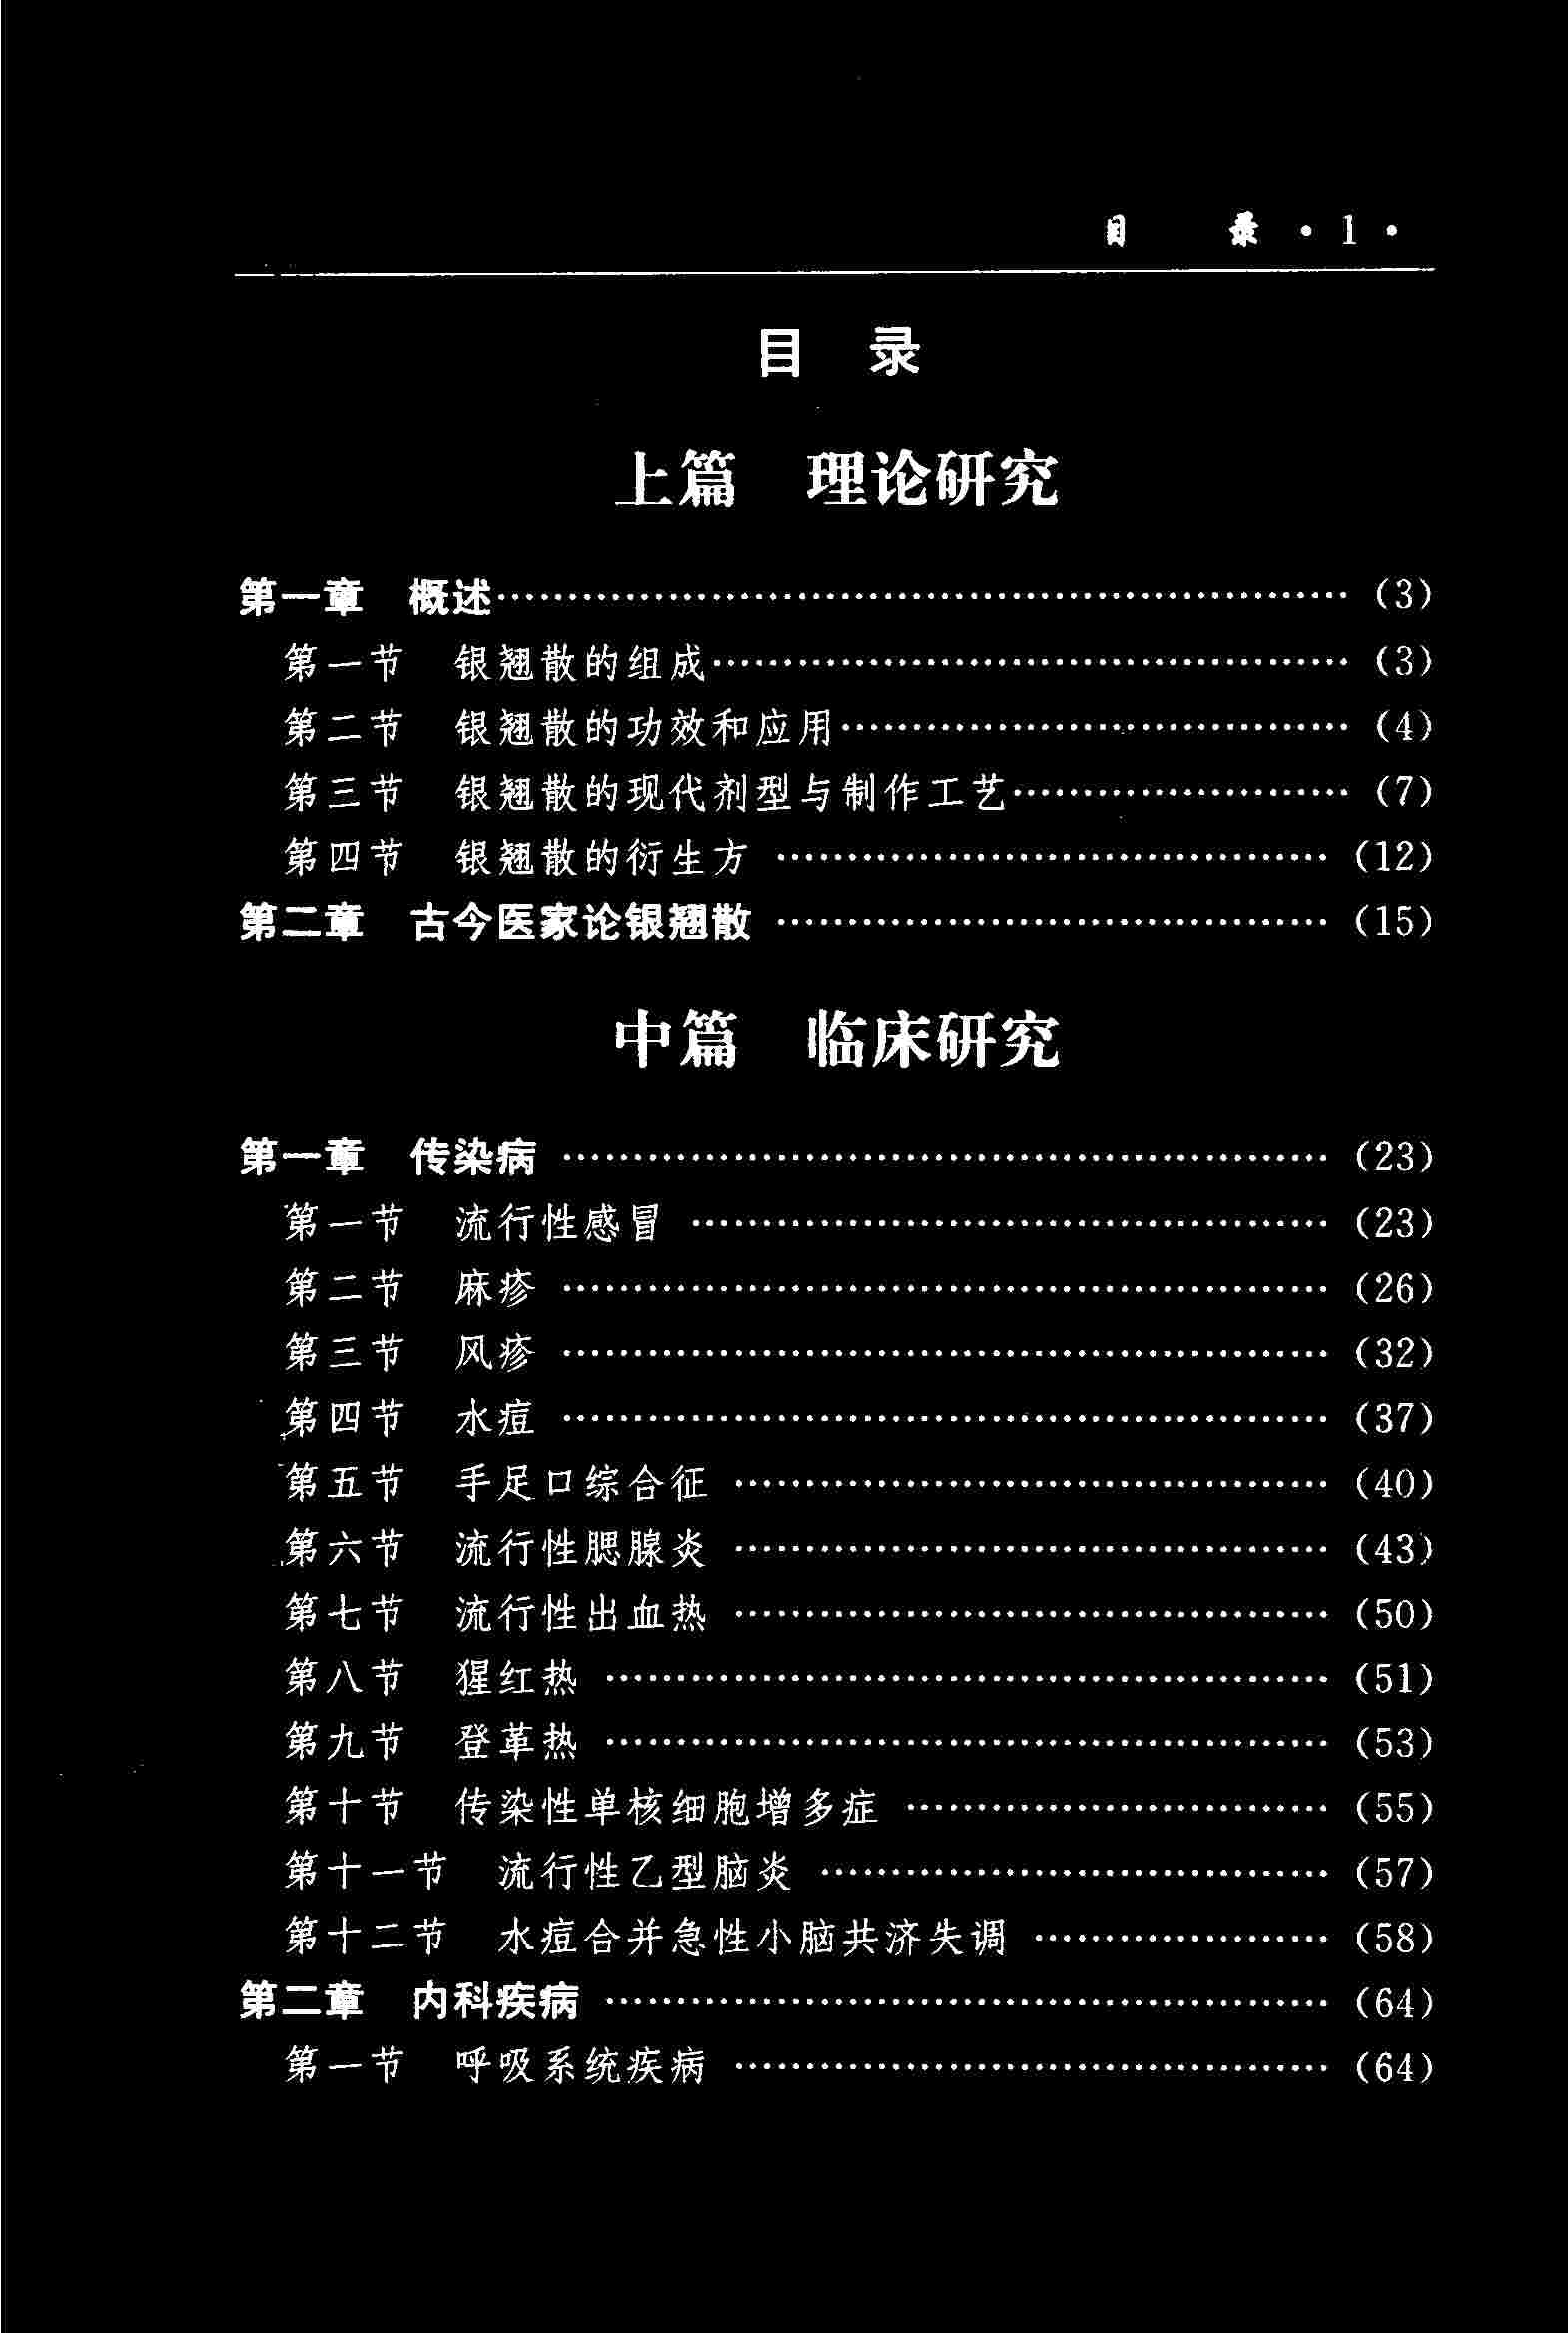 目 录 · 1 ·
目 录
上篇 理论研究
第一章 概述…………………………………………………… (3)
第一节 银翘散的组成……………………………………… (3)
第二节 银翘散的功效和应用……………………………… (4)
第三节 银翘散的现代剂型与制作工艺…………………… (7)
第四节 银翘散的衍生方 ………………………………… (12)
第二章 古今医家论银翘散 ………………………………… (15)
中篇 临床研究
第一章 传染病 ……………………………………………… (23)
第一节 流行性感冒 ……………………………………… (23)
第二节 麻疹 ……………………………………………… (26)
第三节 风疹 ……………………………………………… (32)
第四节 水痘 ……………………………………………… (37)
第五节 手足口综合征 …………………………………… (40)
第六节 流行性腮腺炎 …………………………………… (43)
第七节 流行性出血热 …………………………………… (50)
第八节 猩红热 …………………………………………… (51)
第九节 登革热 …………………………………………… (53)
第十节 传染性单核细胞增多症 ………………………… (55)
第十一节 流行性乙型脑炎 ……………………………… (57)
第十二节 水痘合并急性小脑共济失调 ………………… (58)
第二章 内科疾病 …………………………………………… (64)
第一节 呼吸系统疾病 …………………………………… (64)